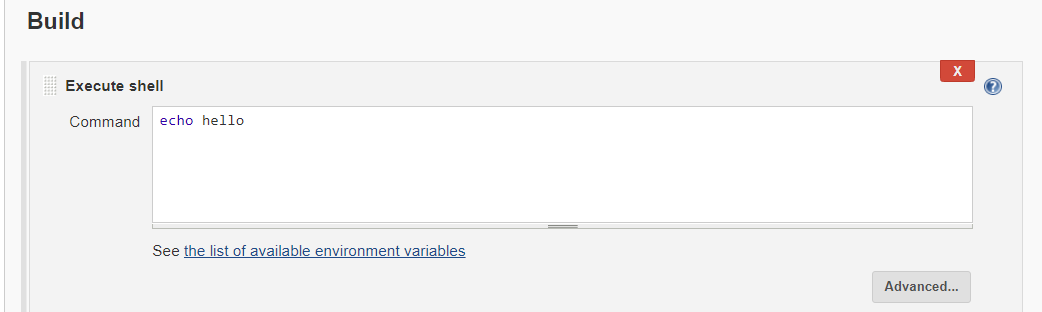 Build
X
Execute shell
?
Command
echo hello
See the list of available environment variables
Advanced...